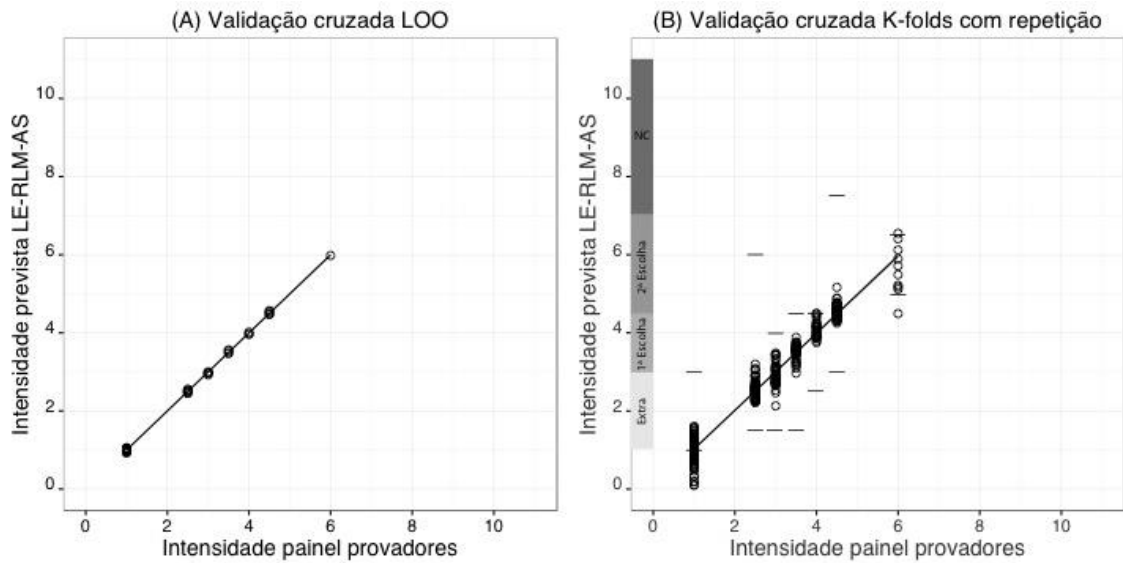 (A) Validação cruzada LOO
Intensidade prevista LE-RLM-AS
10
8
6
4
2
0
0 2 4 6 8 10
Intensidade painel provadores
(B) Validação cruzada K-folds com repetição
Intensidade prevista LE-RLM-AS
10
8
6
4
2
0
NC
2ª Escolha
1ª Escolha
Extra
0 2 4 6 8 10
Intensidade painel provadores